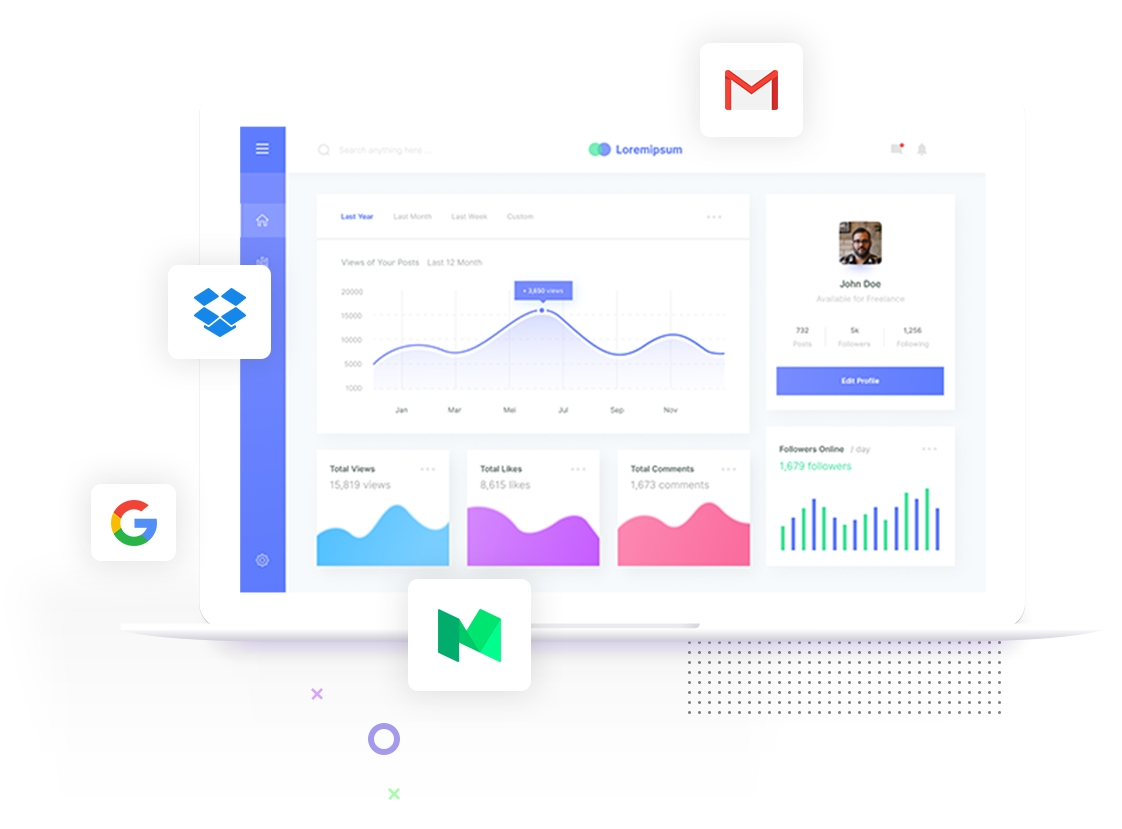 Search anything here ...
Loremipsum
Last Year Last Month Last Week Custom
Views of Your Posts Last 12 Month
20000
15000
10000
5000
1000
+ 3,650 views
Jan Mar Mei Jul Sep Nov
John Doe
Available for Freelance
732 5k 1,256
Posts Followers Following
Edit Profile
Total Views
15,819 views
Total Likes
8,615 likes
Total Comments
1,673 comments
Followers Online / day
1,679 followers